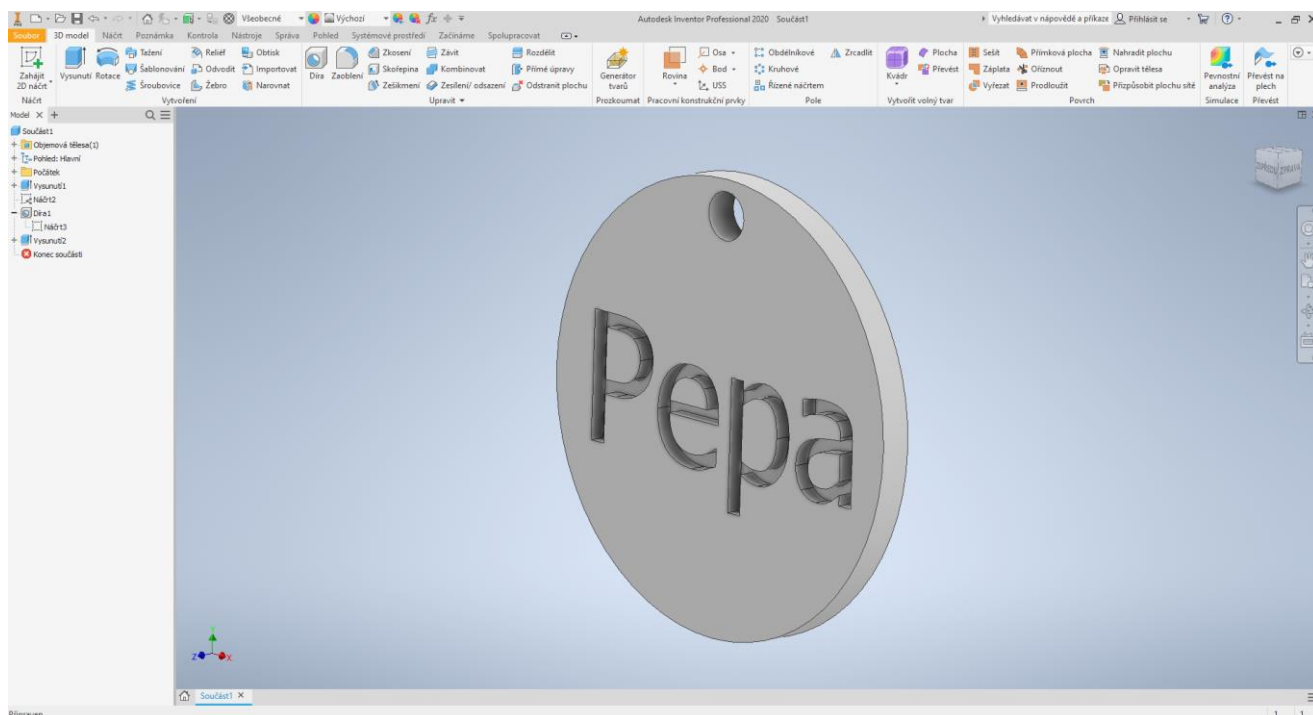 Všeobecné Výchozí Autodesk Inventor Professional 2020 Součást1 Vyhledávat v nápovědě a příkaze Přihlásit se
Soubor 3D model Náčrt Poznámka Kontrola Nástroje Správa Pohled Systémové prostředí Začínáme Spolupracovat
Tažení Reliéf Obtisk Zkosení Závit Rozdělit Osa Obdélníkové Zrcadlit Plocha Sešít Přímková plocha Nahradit plochu
Zahájit 2D náčrt Vysunutí Rotace Šablonování Odvodit Importovat Díra Zaoblení Skořepina Kombinovat Přímé úpravy Generátor tvarů Rovina Bod Kruhové Kvádr Převést Záplata Oříznout Opravit tělesa Pevnostní analýza Převést na plech
Šroubovice Žebro Narovnat Zešikmení Zesílení/ odsazení Odstranit plochu USS Řízené náčrtem Vyřezat Prodloužit Přizpůsobit plochu sítě
Náčrt Vytvoření Upravit Prozkoumat Pracovní konstrukční prvky Pole Vytvořit volný tvar Povrch Simulace Převést
Model
Součást1
Objemová tělesa(1)
Pohled: Hlavní
Počátek
Vysunutí1
Náčrt2
Díra1
Náčrt3
Vysunutí2
Konec součásti
ZPŘEDU ZPRAVA
Pepa
Y
Z X
Součást1
Připraven 1 1